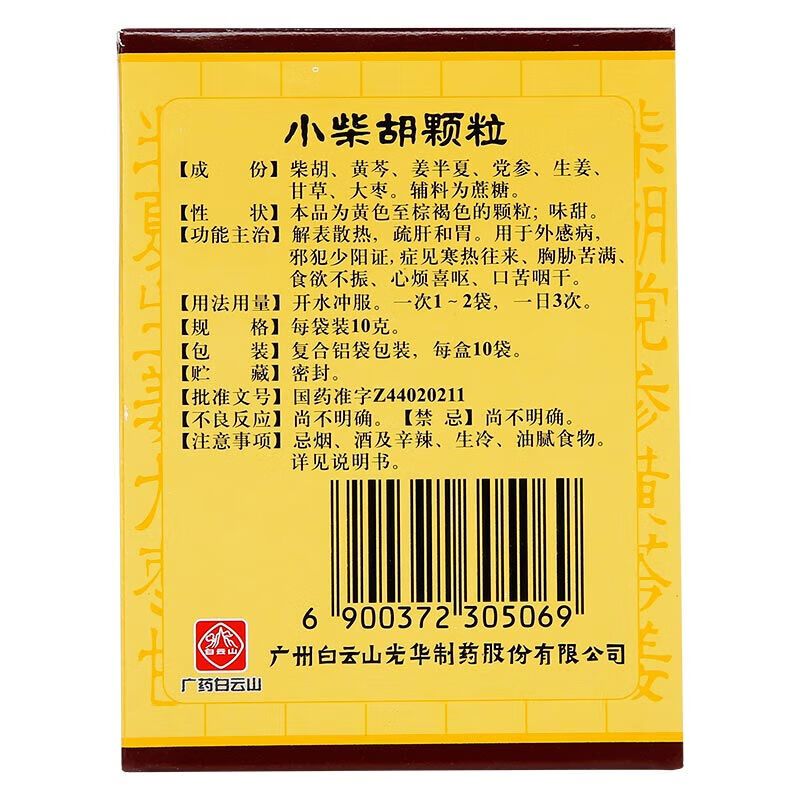 小柴胡颗粒
【成 份】柴胡、黄芩、姜半夏、党参、生姜、
甘草、大枣。辅料为蔗糖。
【性 状】本品为黄色至棕褐色的颗粒；味甜。
【功能主治】解表散热，疏肝和胃。用于外感病，
邪犯少阳证，症见寒热往来、胸胁苦满、
食欲不振、心烦喜呕、口苦咽干。
【用法用量】开水冲服。一次1～2袋，一日3次。
【规 格】每袋装10克。
【包 装】复合铝袋包装，每盒10袋。
【贮 藏】密封。
【批准文号】国药准字Z44020211
【不良反应】尚不明确。【禁 忌】尚不明确。
【注意事项】忌烟、酒及辛辣、生冷、油腻食物。
详见说明书。
6 900372 305069
白云山
广药白云山
广州白云山光华制药股份有限公司